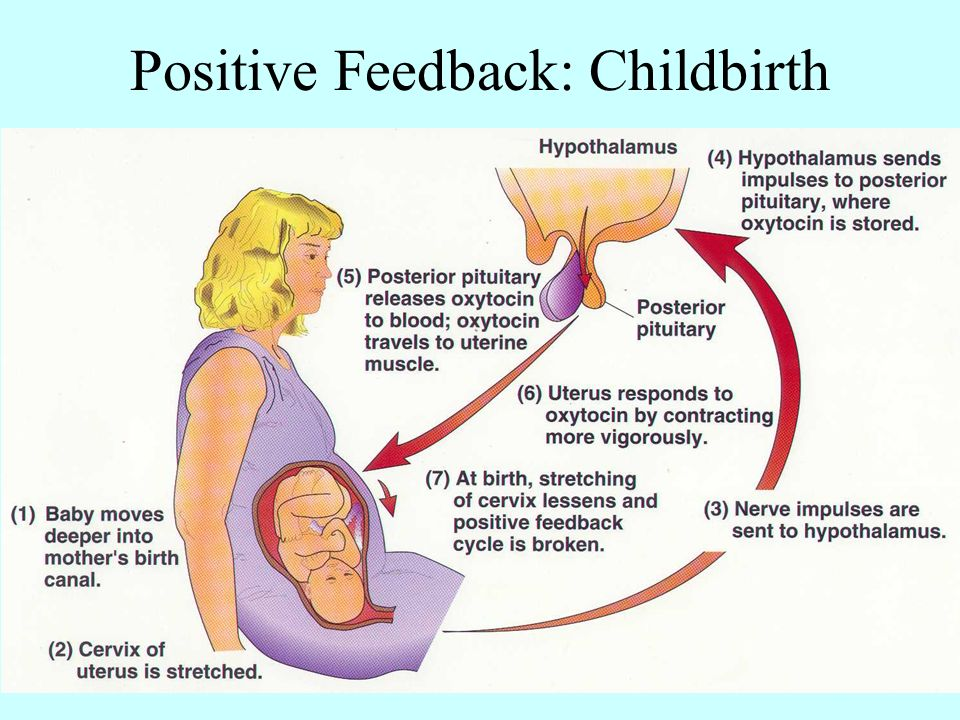 Positive Feedback: Childbirth
Hypothalamus
(4) Hypothalamus sends
impulses to posterior
pituitary, where
oxytocin is stored.
(5) Posterior pituitary
releases oxytocin
to blood; oxytocin
travels to uterine
muscle.
Posterior
pituitary
(6) Uterus responds to
oxytocin by contracting
more vigorously.
(7) At birth, stretching
of cervix lessens and
positive feedback
cycle is broken.
(1) Baby moves
deeper into
mother's birth
canal.
(3) Nerve impulses are
sent to hypothalamus.
(2) Cervix of
uterus is stretched.